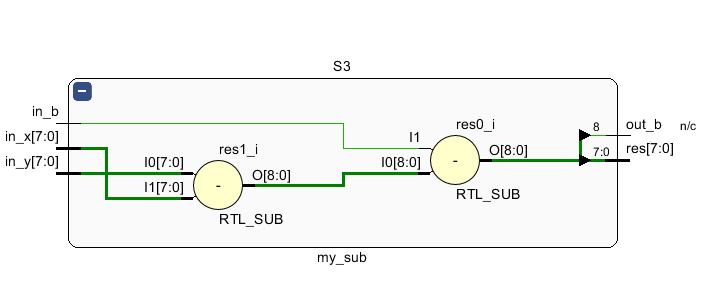 S3
in_b
in_x[7:0]
in_y[7:0]
I0[7:0]
I1[7:0]
res1_i
-
O[8:0]
RTL_SUB
I1
I0[8:0]
res0_i
-
O[8:0]
RTL_SUB
8
7:0
out_b
n/c
res[7:0]
my_sub